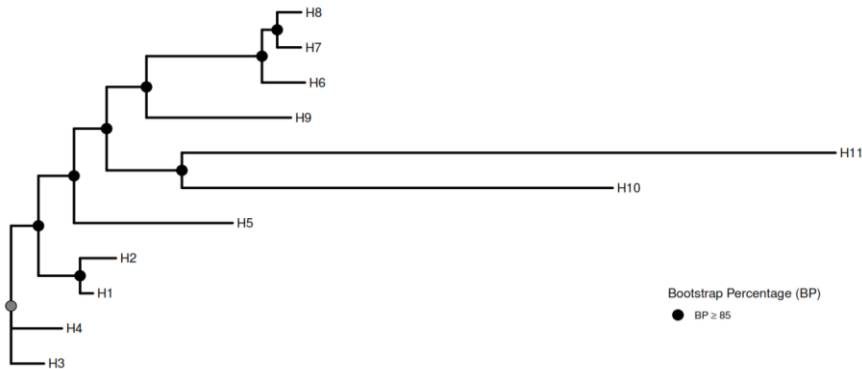 H8
H7
H6
H9
H11
H10
H5
H2
H1
Bootstrap Percentage (BP)
BP ≥ 85
H4
H3